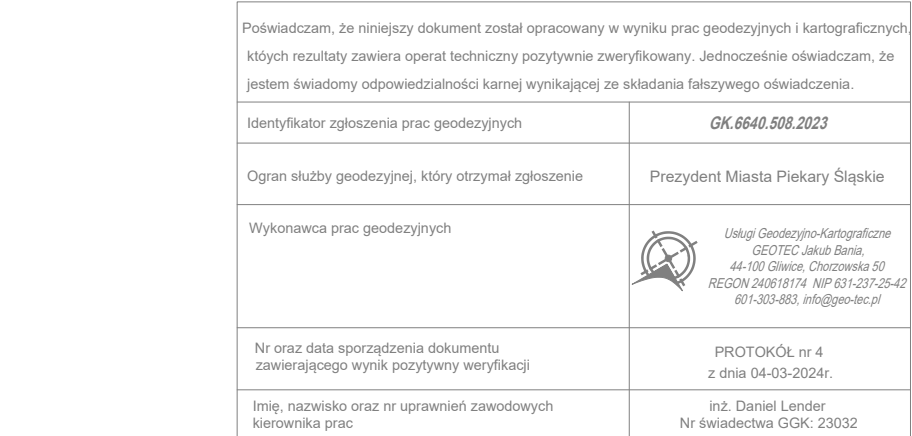 Poświadczam, że niniejszy dokument został opracowany w wyniku prac geodezyjnych i kartograficznych,
któych rezultaty zawiera operat techniczny pozytywnie zweryfikowany. Jednocześnie oświadczam, że
jestem świadomy odpowiedzialności karnej wynikającej ze składania fałszywego oświadczenia.
Identyfikator zgłoszenia prac geodezyjnych
GK.6640.508.2023
Ogran służby geodezyjnej, który otrzymał zgłoszenie
Prezydent Miasta Piekary Śląskie
Wykonawca prac geodezyjnych
Usługi Geodezyjno-Kartograficzne
GEOTEC Jakub Bania,
44-100 Gliwice, Chorzowska 50
REGON 240618174 NIP 631-237-25-42
601-303-883, info@geo-tec.pl
Nr oraz data sporządzenia dokumentu
zawierającego wynik pozytywny weryfikacji
PROTOKÓŁ nr 4
z dnia 04-03-2024r.
Imię, nazwisko oraz nr uprawnień zawodowych
kierownika prac
inż. Daniel Lender
Nr świadectwa GGK: 23032